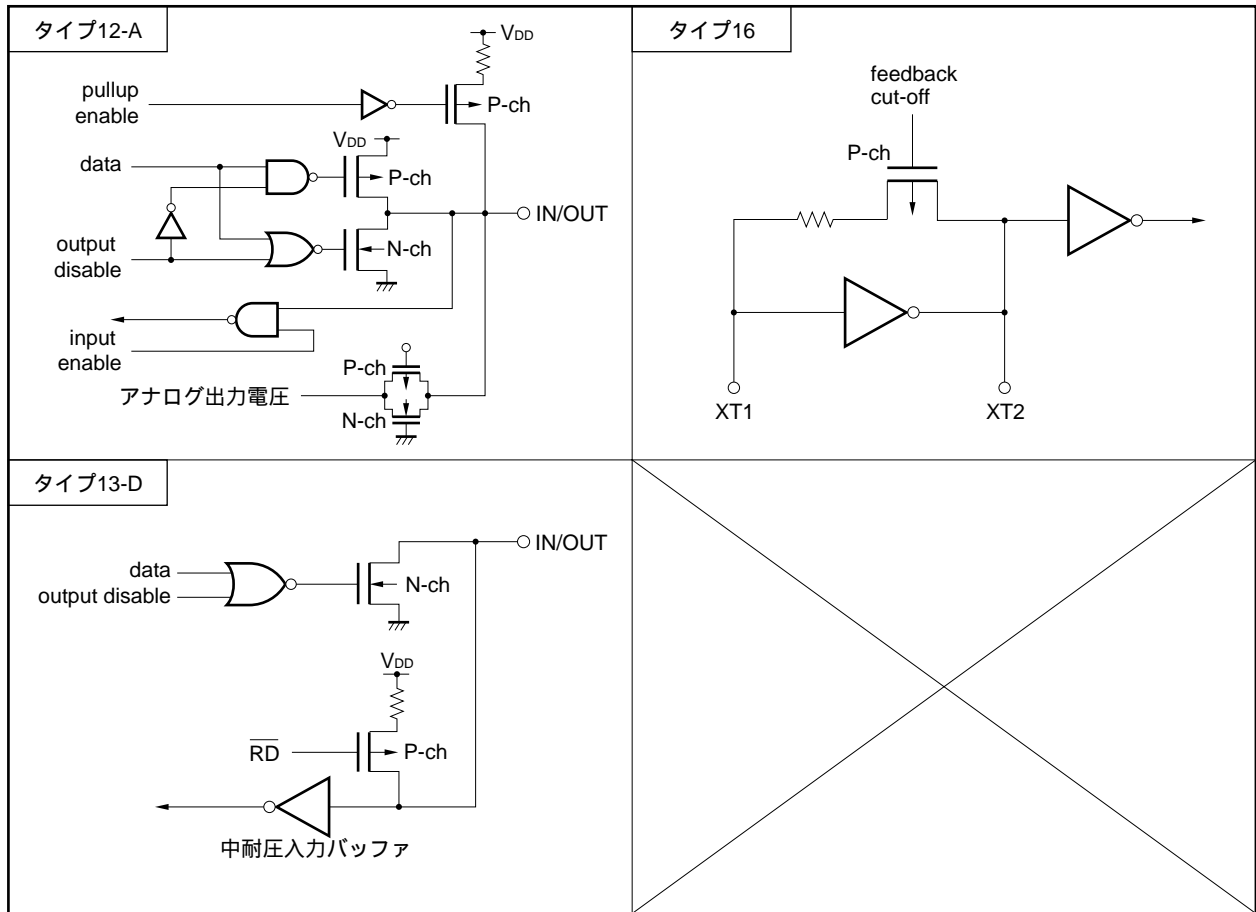 タイプ12-A
VDD
pullup
enable
P-ch
VDD
data
P-ch
IN/OUT
output
disable
N-ch
input
enable
P-ch
アナログ出力電圧
N-ch
タイプ16
feedback
cut-off
P-ch
XT1
XT2
タイプ13-D
IN/OUT
data
output disable
N-ch
VDD
RD
P-ch
中耐圧入力バッファ